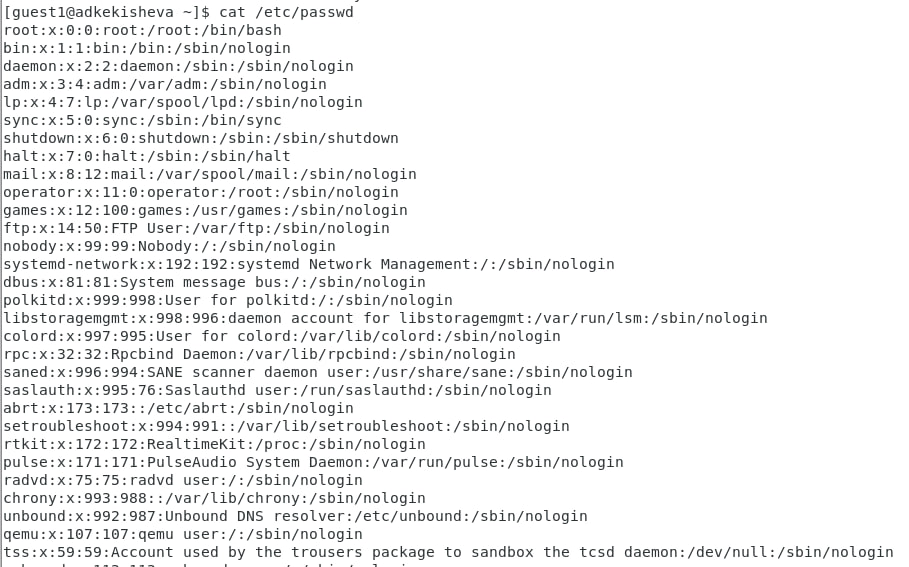 [guest1@adkekisheva ~]$ cat /etc/passwd
root:x:0:0:root:/root:/bin/bash
bin:x:1:1:bin:/bin:/sbin/nologin
daemon:x:2:2:daemon:/sbin:/sbin/nologin
adm:x:3:4:adm:/var/adm:/sbin/nologin
lp:x:4:7:lp:/var/spool/lpd:/sbin/nologin
sync:x:5:0:sync:/sbin:/bin/sync
shutdown:x:6:0:shutdown:/sbin:/sbin/shutdown
halt:x:7:0:halt:/sbin:/sbin/halt
mail:x:8:12:mail:/var/spool/mail:/sbin/nologin
operator:x:11:0:operator:/root:/sbin/nologin
games:x:12:100:games:/usr/games:/sbin/nologin
ftp:x:14:50:FTP User:/var/ftp:/sbin/nologin
nobody:x:99:99:Nobody:/:/sbin/nologin
systemd-network:x:192:192:systemd Network Management:/:/sbin/nologin
dbus:x:81:81:System message bus:/:/sbin/nologin
polkitd:x:999:998:User for polkitd:/:/sbin/nologin
libstoragemgmt:x:998:996:daemon account for libstoragemgmt:/var/run/lsm:/sbin/nologin
colord:x:997:995:User for colord:/var/lib/colord:/sbin/nologin
rpc:x:32:32:Rpcbind Daemon:/var/lib/rpcbind:/sbin/nologin
saned:x:996:994:SANE scanner daemon user:/usr/share/sane:/sbin/nologin
saslauth:x:995:76:Saslauthd user:/run/saslauthd:/sbin/nologin
abrt:x:173:173::/etc/abrt:/sbin/nologin
setroubleshoot:x:994:991::/var/lib/setroubleshoot:/sbin/nologin
rtkit:x:172:172:RealtimeKit:/proc:/sbin/nologin
pulse:x:171:171:PulseAudio System Daemon:/var/run/pulse:/sbin/nologin
radvd:x:75:75:radvd user:/:/sbin/nologin
chrony:x:993:988::/var/lib/chrony:/sbin/nologin
unbound:x:992:987:Unbound DNS resolver:/etc/unbound:/sbin/nologin
qemu:x:107:107:qemu user:/:/sbin/nologin
tss:x:59:59:Account used by the trousers package to sandbox the tcsd daemon:/dev/null:/sbin/nologin